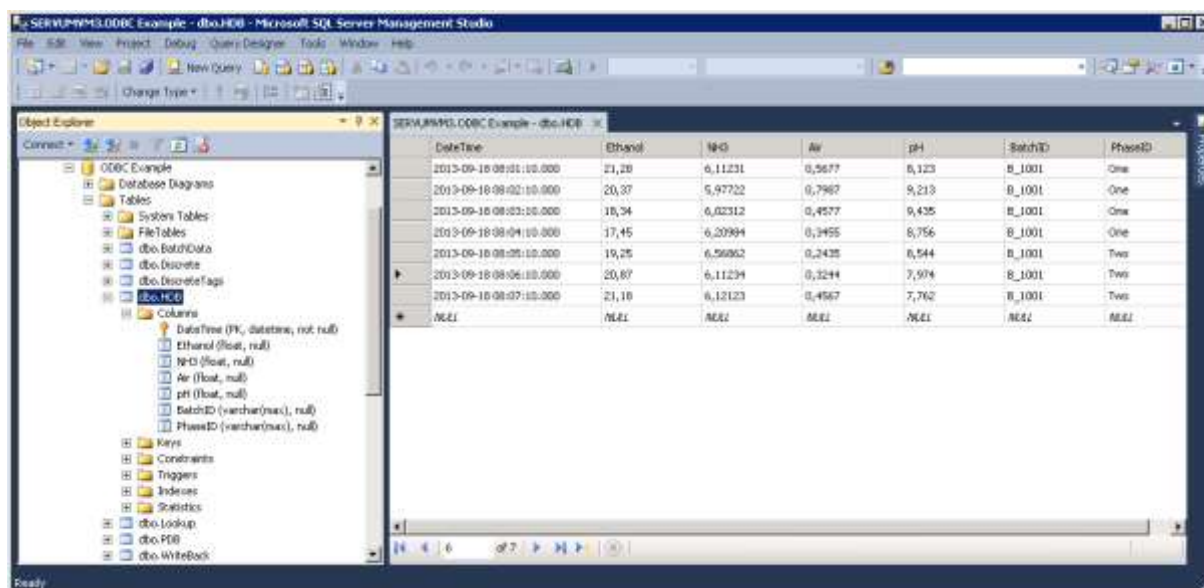 SERVUMVM3.ODBC Example - dbo.HDB - Microsoft SQL Server Management Studio
File Edit View Project Debug Query Designer Tools Window Help
New Query
Change Type
Object Explorer
SERVUMVM3.ODBC Example - dbo.HDB
Connect
Properties
ODBC Example
Database Diagrams
Tables
System Tables
FileTables
dbo.BatchData
dbo.Discrete
dbo.DiscreteTags
dbo.HDB
Columns
DateTime (PK, datetime, not null)
Ethanol (float, null)
NH3 (float, null)
Air (float, null)
pH (float, null)
BatchID (varchar(max), null)
PhaseID (varchar(max), null)
Keys
Constraints
Triggers
Indexes
Statistics
dbo.Lookup
dbo.PDB
dbo.WriteBack
DateTime Ethanol NH3 Air pH BatchID PhaseID
2013-09-18 08:01:10.000 21,28 6,11231 0,5677 8,123 B_1001 One
2013-09-18 08:02:10.000 20,37 5,97722 0,7987 9,213 B_1001 One
2013-09-18 08:03:10.000 18,34 6,02312 0,4577 9,435 B_1001 One
2013-09-18 08:04:10.000 17,45 6,20984 0,3455 8,756 B_1001 One
2013-09-18 08:05:10.000 19,25 6,56862 0,2435 8,544 B_1001 Two
2013-09-18 08:06:10.000 20,87 6,11234 0,3244 7,974 B_1001 Two
2013-09-18 08:07:10.000 21,18 6,12123 0,4567 7,762 B_1001 Two
NULL NULL NULL NULL NULL NULL NULL
6 of 7
Ready